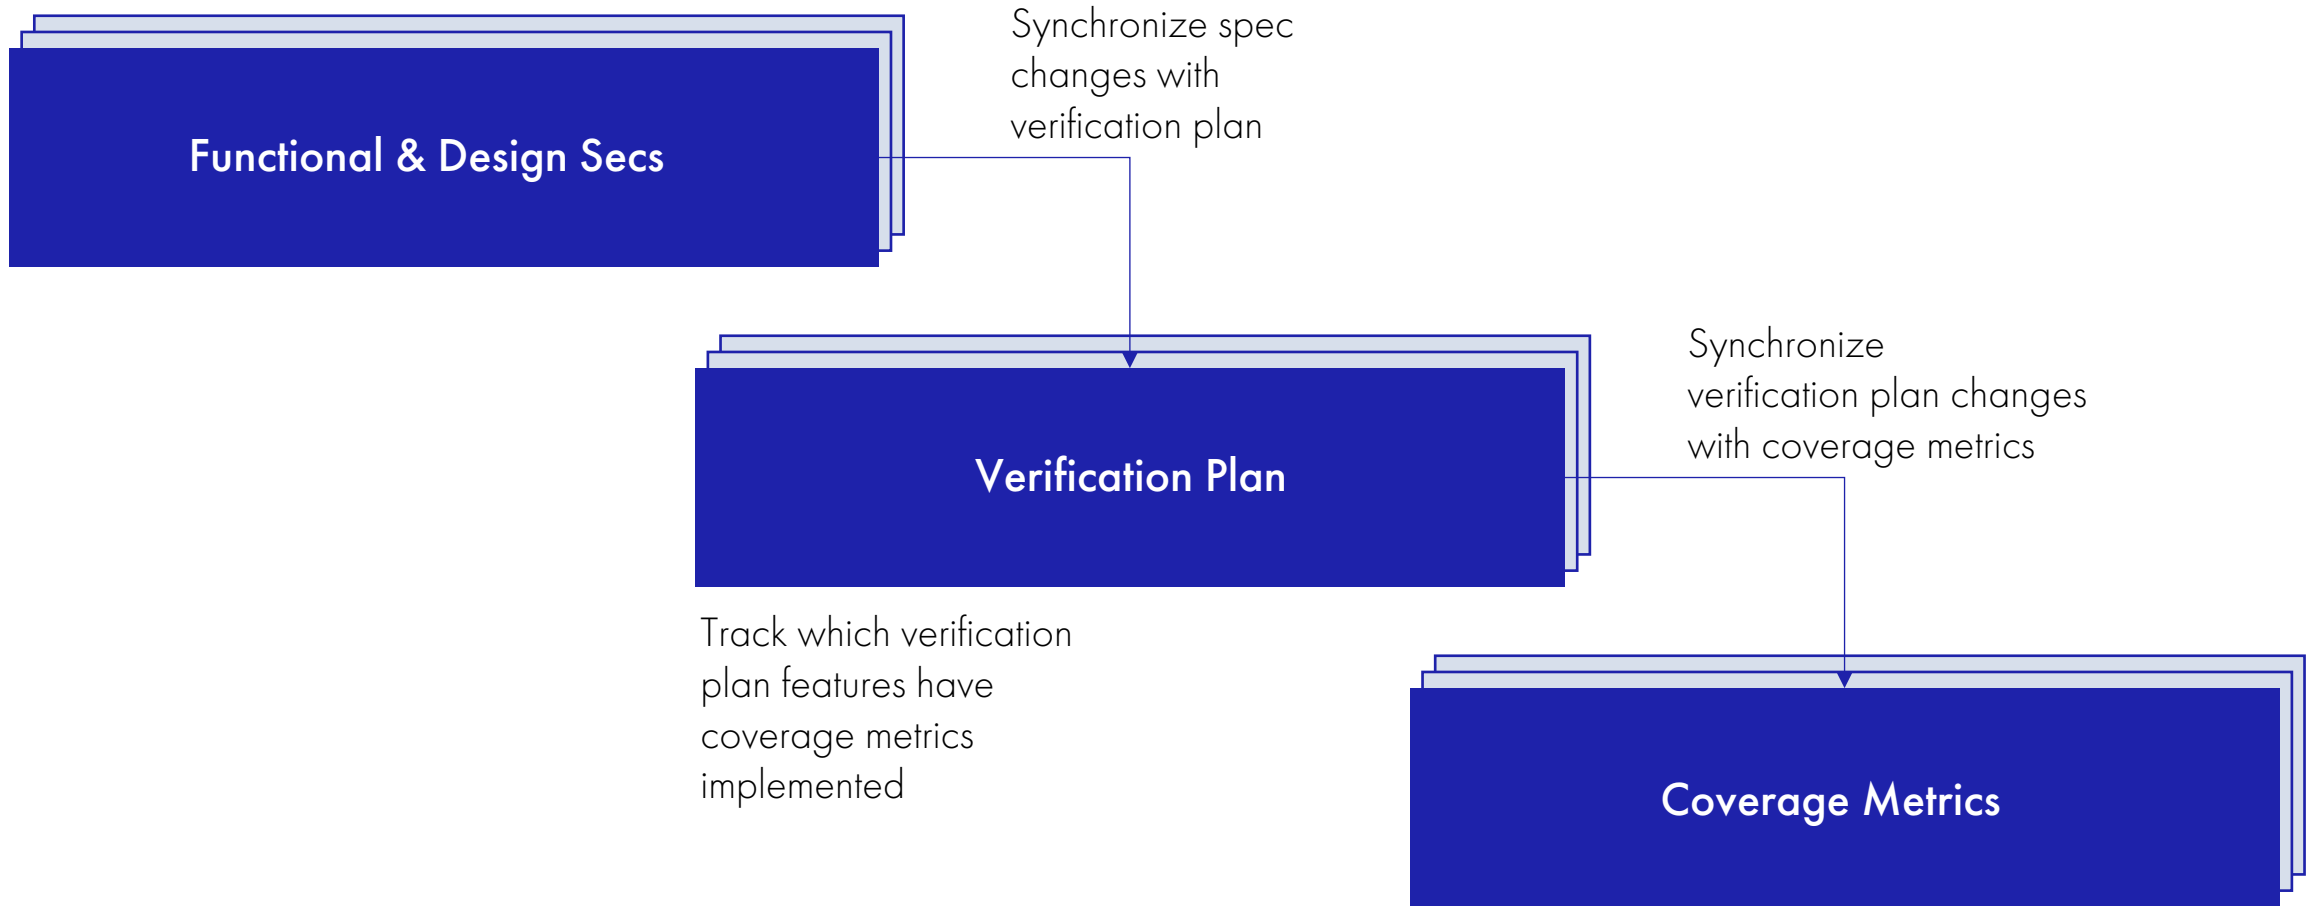 Synchronize spec
changes with
verification plan
Functional & Design Secs
Synchronize
verification plan changes
with coverage metrics
Verification Plan
Track which verification
plan features have
coverage metrics
implemented
Coverage Metrics